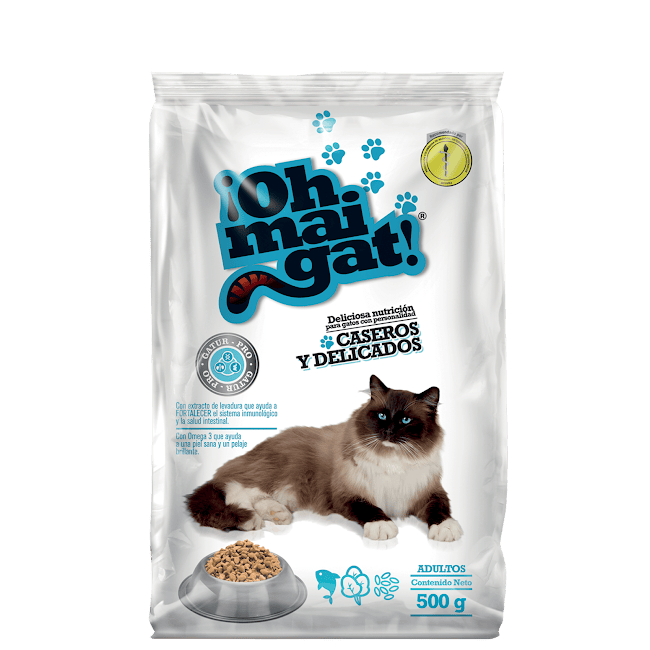 ¡Oh
mai
gat!
®
Deliciosa nutrición
para gatos con personalidad
CASEROS
Y DELICADOS
GATUR - PRO - GATUR - PRO -
Con extracto de levadura que ayuda a
FORTALECER el sistema inmunológico
y la salud intestinal.
Con Omega 3 que ayuda
a una piel sana y un pelaje
brillante.
ADULTOS
Contenido Neto
500 g